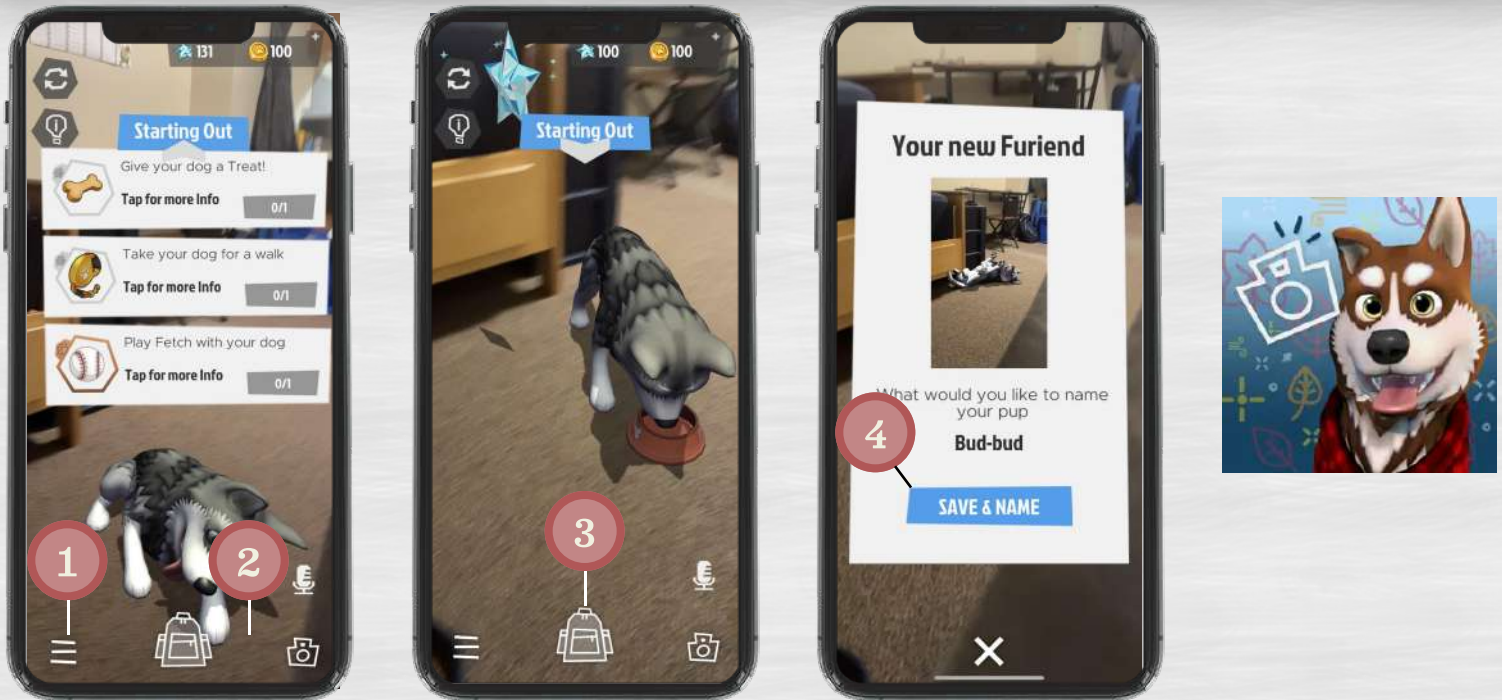 131
100
Starting Out
Give your dog a Treat!
Tap for more Info
0/1
Take your dog for a walk
Tap for more Info
0/1
Play Fetch with your dog
Tap for more Info
0/1
1
2
100
100
Starting Out
3
Your new Furiend
What would you like to name
your pup
Bud-bud
4
SAVE & NAME